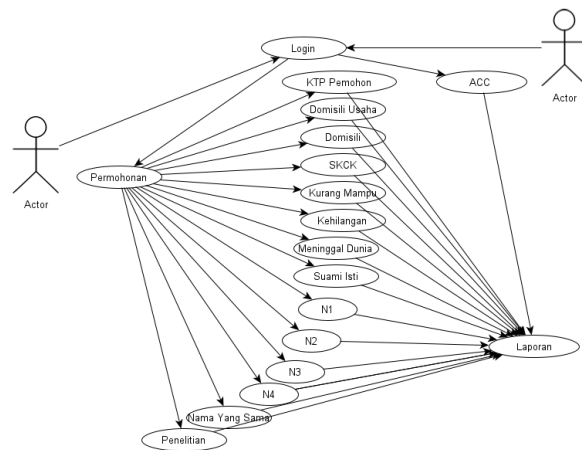 Login
KTP Pemohon
ACC
Actor
Domisili Usaha
Domisili
SKCK
Permohonan
Kurang Mampu
Actor
Kehilangan
Meninggal Dunia
Suami Isti
N1
N2
Laporan
N3
N4
Nama Yang Sama
Penelitian